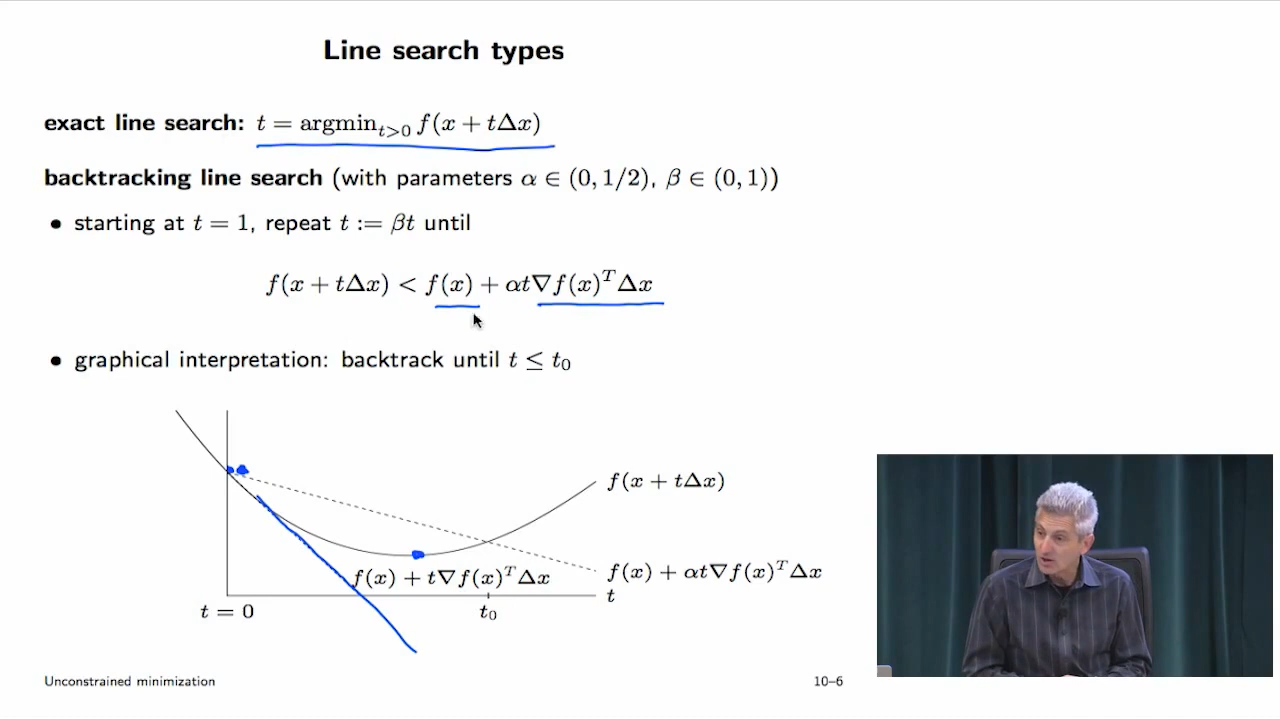 Line search types
exact line search: t = argmin_{t>0} f(x + tΔx)
backtracking line search (with parameters α ∈ (0, 1/2), β ∈ (0, 1))
• starting at t = 1, repeat t := βt until
f(x + tΔx) < f(x) + αt∇f(x)^T Δx
• graphical interpretation: backtrack until t ≤ t₀
f(x + tΔx)
f(x) + t∇f(x)^T Δx
f(x) + αt∇f(x)^T Δx
t
t = 0
t₀
Unconstrained minimization
10–6